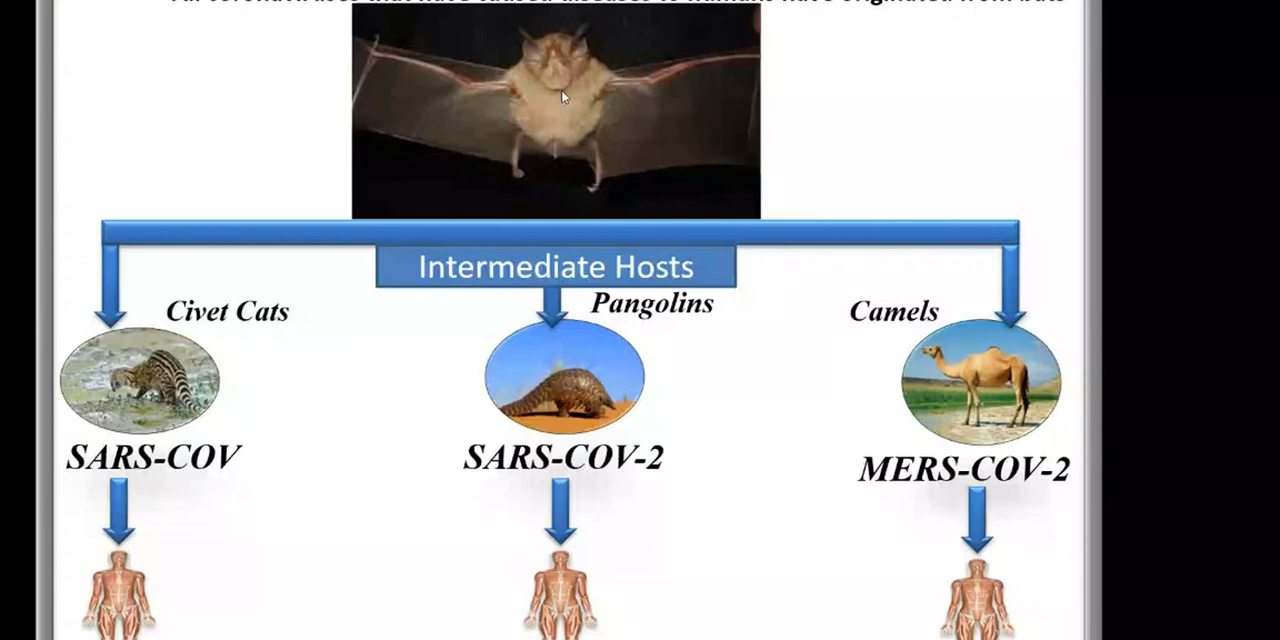 Intermediate Hosts
Civet Cats
Pangolins
Camels
SARS-COV
SARS-COV-2
MERS-COV-2